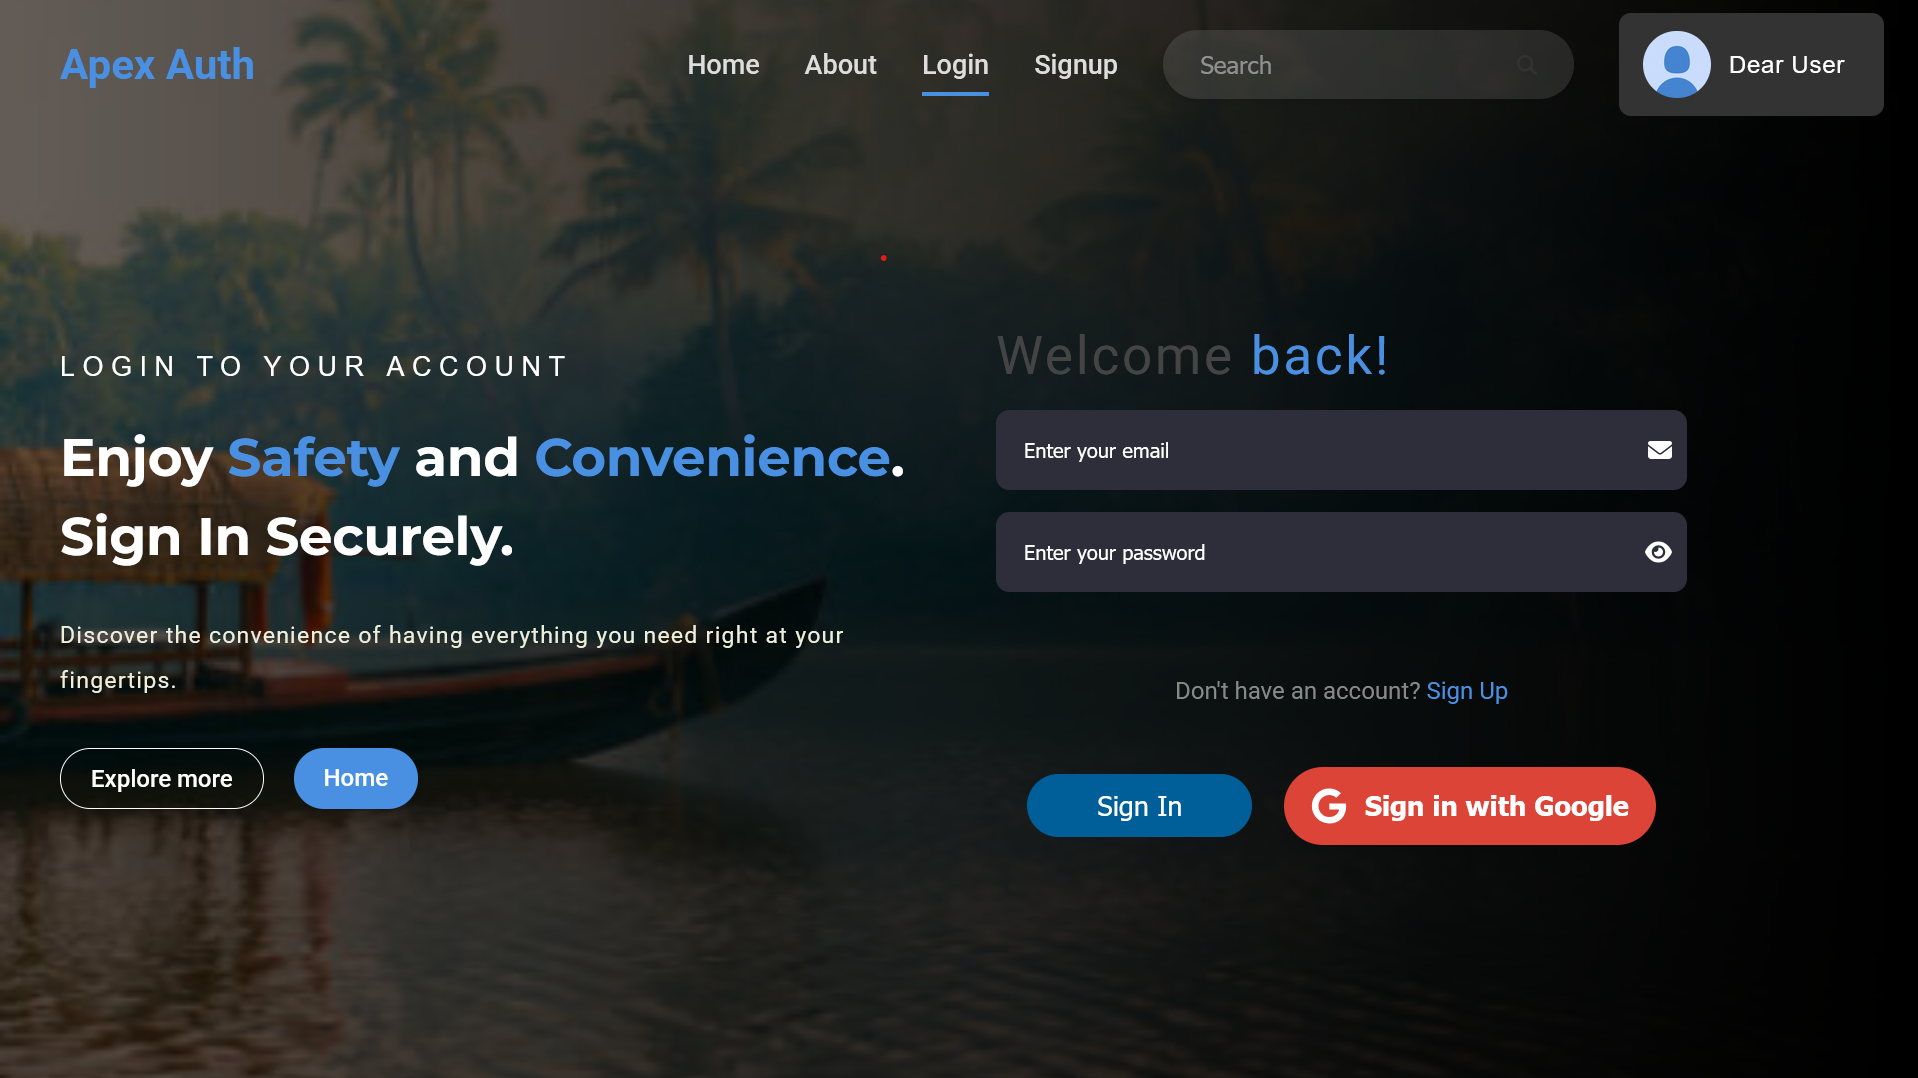 Apex Auth
Home
About
Login
Signup
Search
Dear User
LOGIN TO YOUR ACCOUNT
Enjoy Safety and Convenience.
Sign In Securely.
Discover the convenience of having everything you need right at your
fingertips.
Explore more
Home
Welcome back!
Enter your email
Enter your password
Don't have an account? Sign Up
Sign In
Sign in with Google